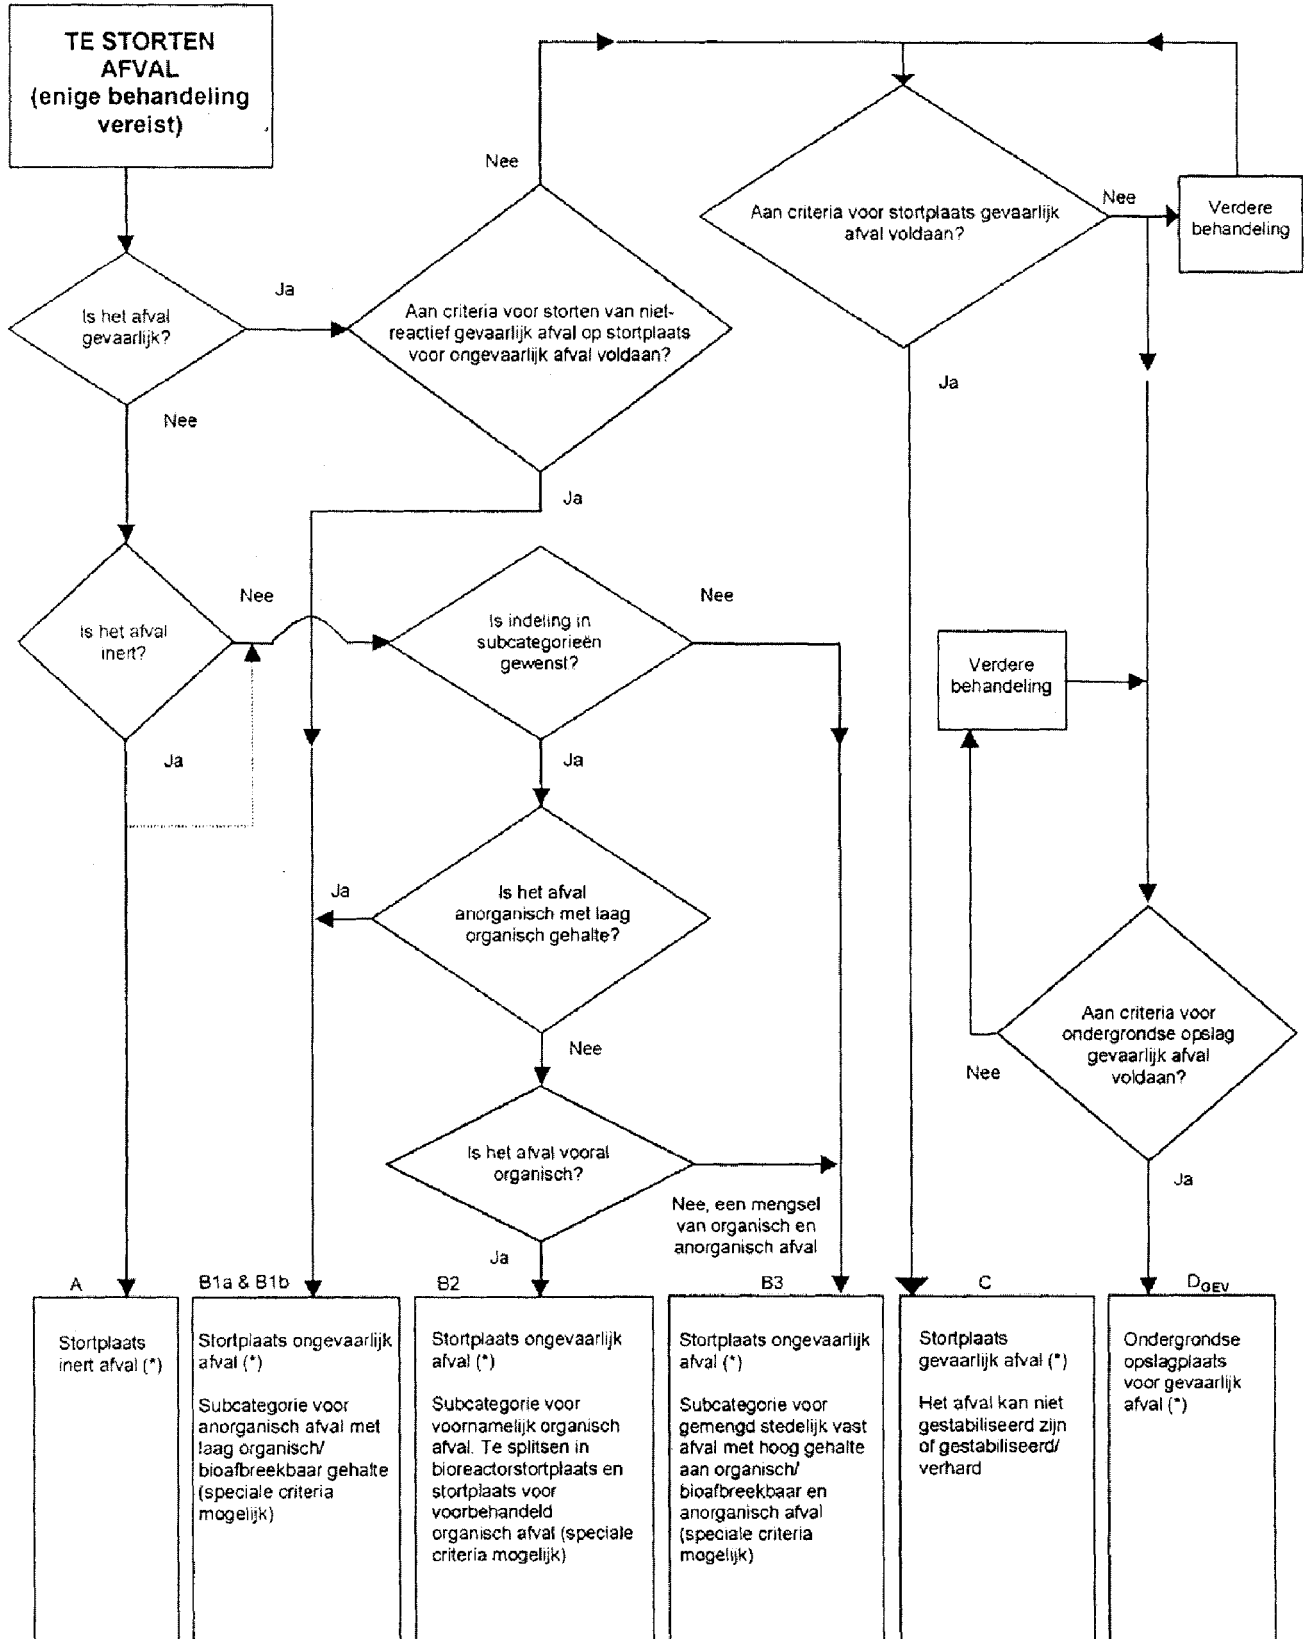 TE STORTEN
AFVAL
(enige behandeling
vereist)
Nee
Aan criteria voor stortplaats gevaarlijk
afval voldaan?
Nee
Verdere
behandeling
Is het afval
gevaarlijk?
Ja
Aan criteria voor storten van niet-
reactief gevaarlijk afval op stortplaats
voor ongevaarlijk afval voldaan?
Ja
Nee
Ja
Is het afval
inert?
Nee
Is indeling in
subcategorieën
gewenst?
Nee
Verdere
behandeling
Ja
Ja
Ja
Is het afval
anorganisch met laag
organisch gehalte?
Nee
Aan criteria voor
ondergrondse opslag
gevaarlijk afval
voldaan?
Nee
Is het afval vooral
organisch?
Nee, een mengsel
van organisch en
anorganisch afval
Ja
Ja
A
Stortplaats
inert afval (*)
B1a & B1b
Stortplaats ongevaarlijk
afval (*)
Subcategorie voor
anorganisch afval met
laag organisch/
bioafbreekbaar gehalte
(speciale criteria
mogelijk)
B2
Stortplaats ongevaarlijk
afval (*)
Subcategorie voor
voornamelijk organisch
afval. Te splitsen in
bioreactorstortplaats en
stortplaats voor
voorbehandeld
organisch afval (speciale
criteria mogelijk)
B3
Stortplaats ongevaarlijk
afval (*)
Subcategorie voor
gemengd stedelijk vast
afval met hoog gehalte
aan organisch/
bioafbreekbaar en
anorganisch afval
(speciale criteria
mogelijk)
C
Stortplaats
gevaarlijk afval (*)
Het afval kan niet
gestabiliseerd zijn
of gestabiliseerd/
verhard
DGEV
Ondergrondse
opslagplaats
voor gevaarlijk
afval (*)